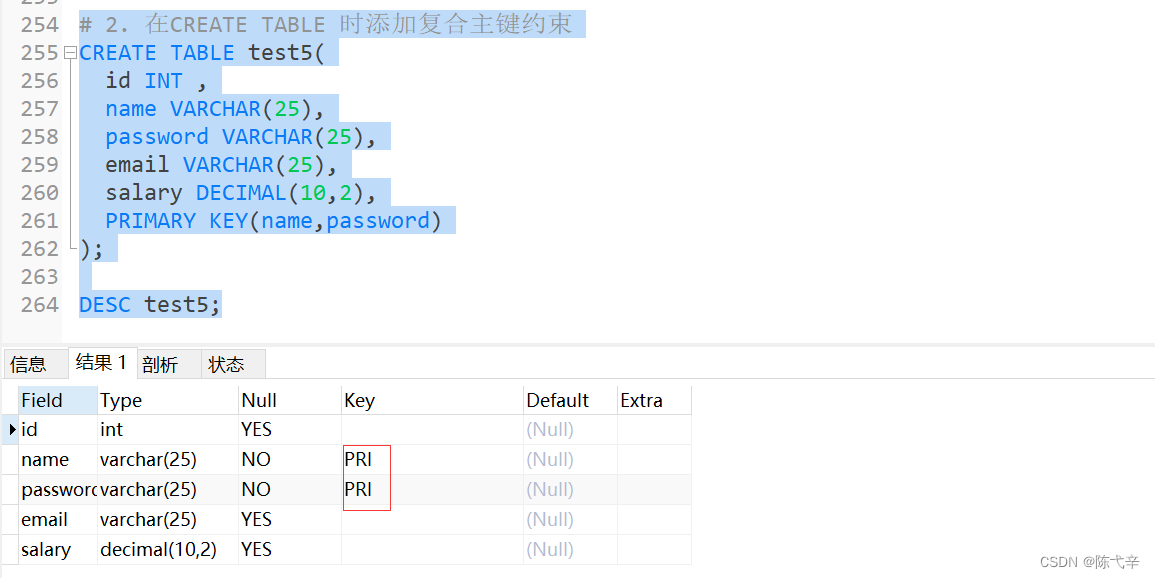 254 # 2. 在CREATE TABLE 时添加复合主键约束
255 CREATE TABLE test5(
256 id INT ,
257 name VARCHAR(25),
258 password VARCHAR(25),
259 email VARCHAR(25),
260 salary DECIMAL(10,2),
261 PRIMARY KEY(name,password)
262 );
263
264 DESC test5;
信息 结果 1 剖析 状态
Field Type Null Key Default Extra
id int YES (Null)
name varchar(25) NO PRI (Null)
password varchar(25) NO PRI (Null)
email varchar(25) YES (Null)
salary decimal(10,2) YES (Null)
CSDN @陈弋辛